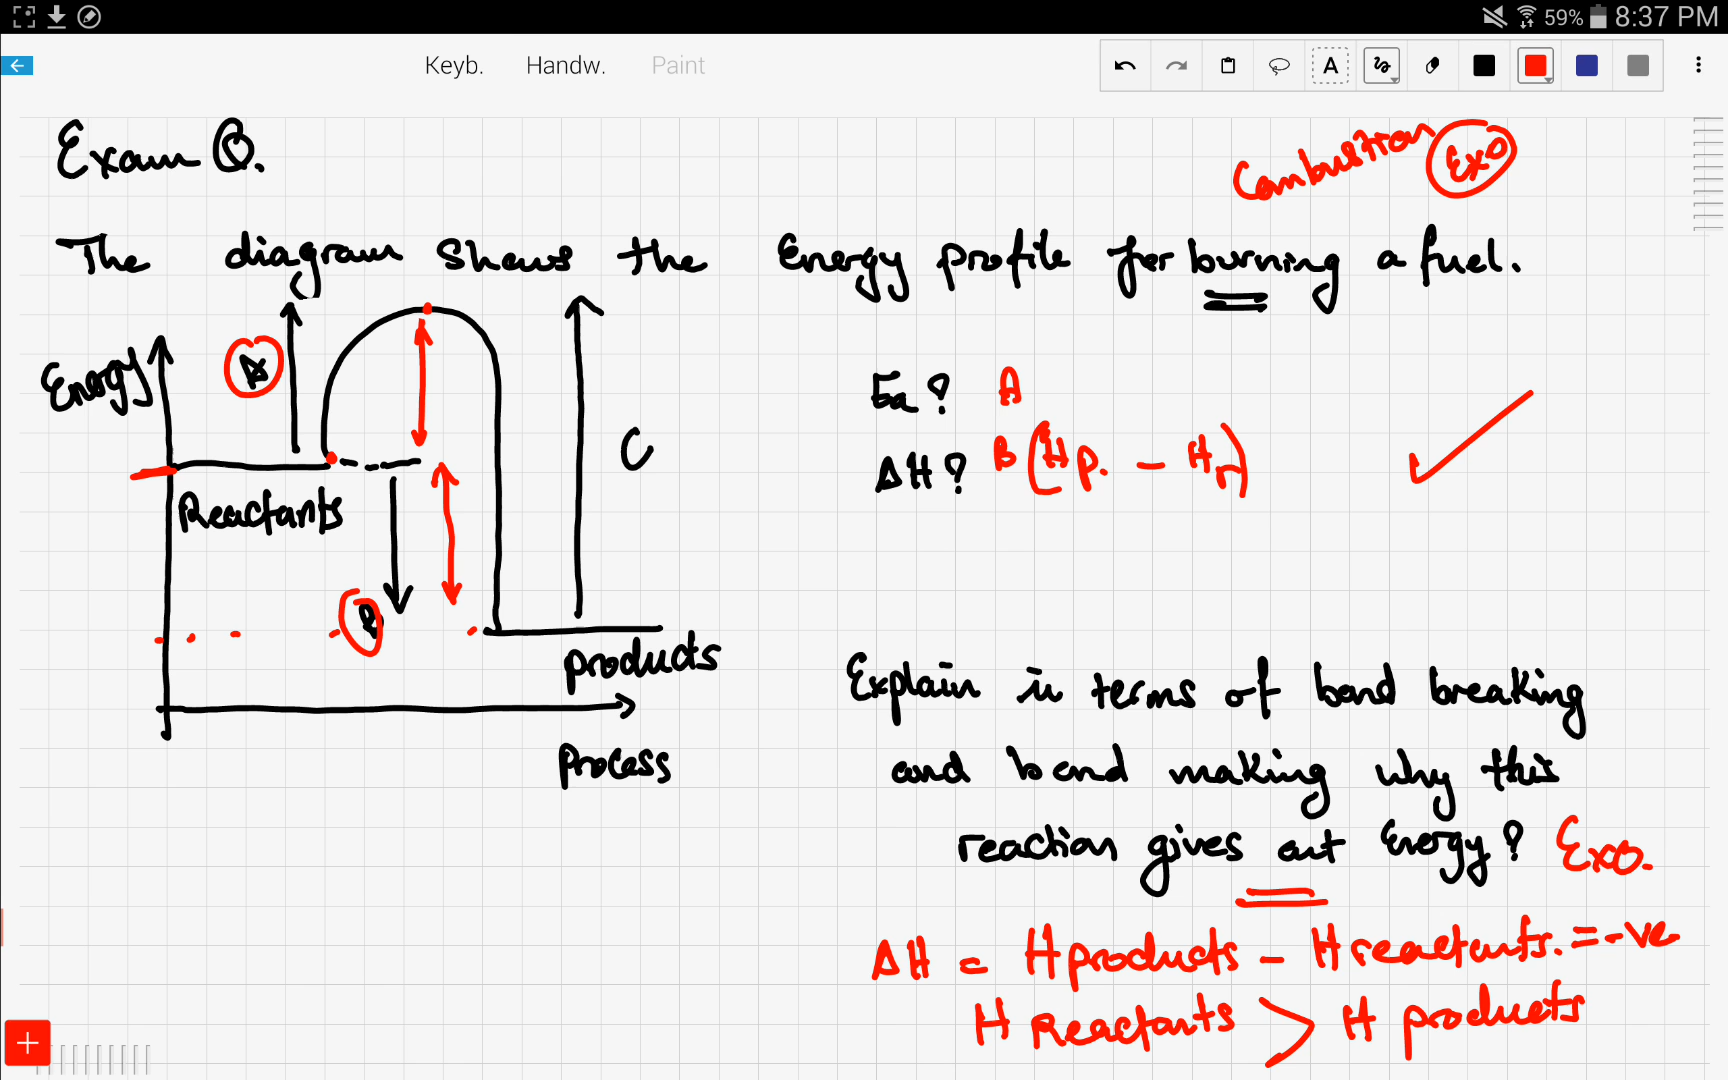 59% 8:37 PM
Keyb. Handw. Paint
A
Exam Q.
Combustion Exo
The diagram shows the Energy profile for burning a fuel.
Energy
A
C
Ea? A
ΔH? B (Hp. - Hr)
Reactants
B
products
process
Explain in terms of bond breaking
and bond making why this
reaction gives out Energy? Exo.
ΔH = H products - H reactants. = -ve
H Reactants > H products